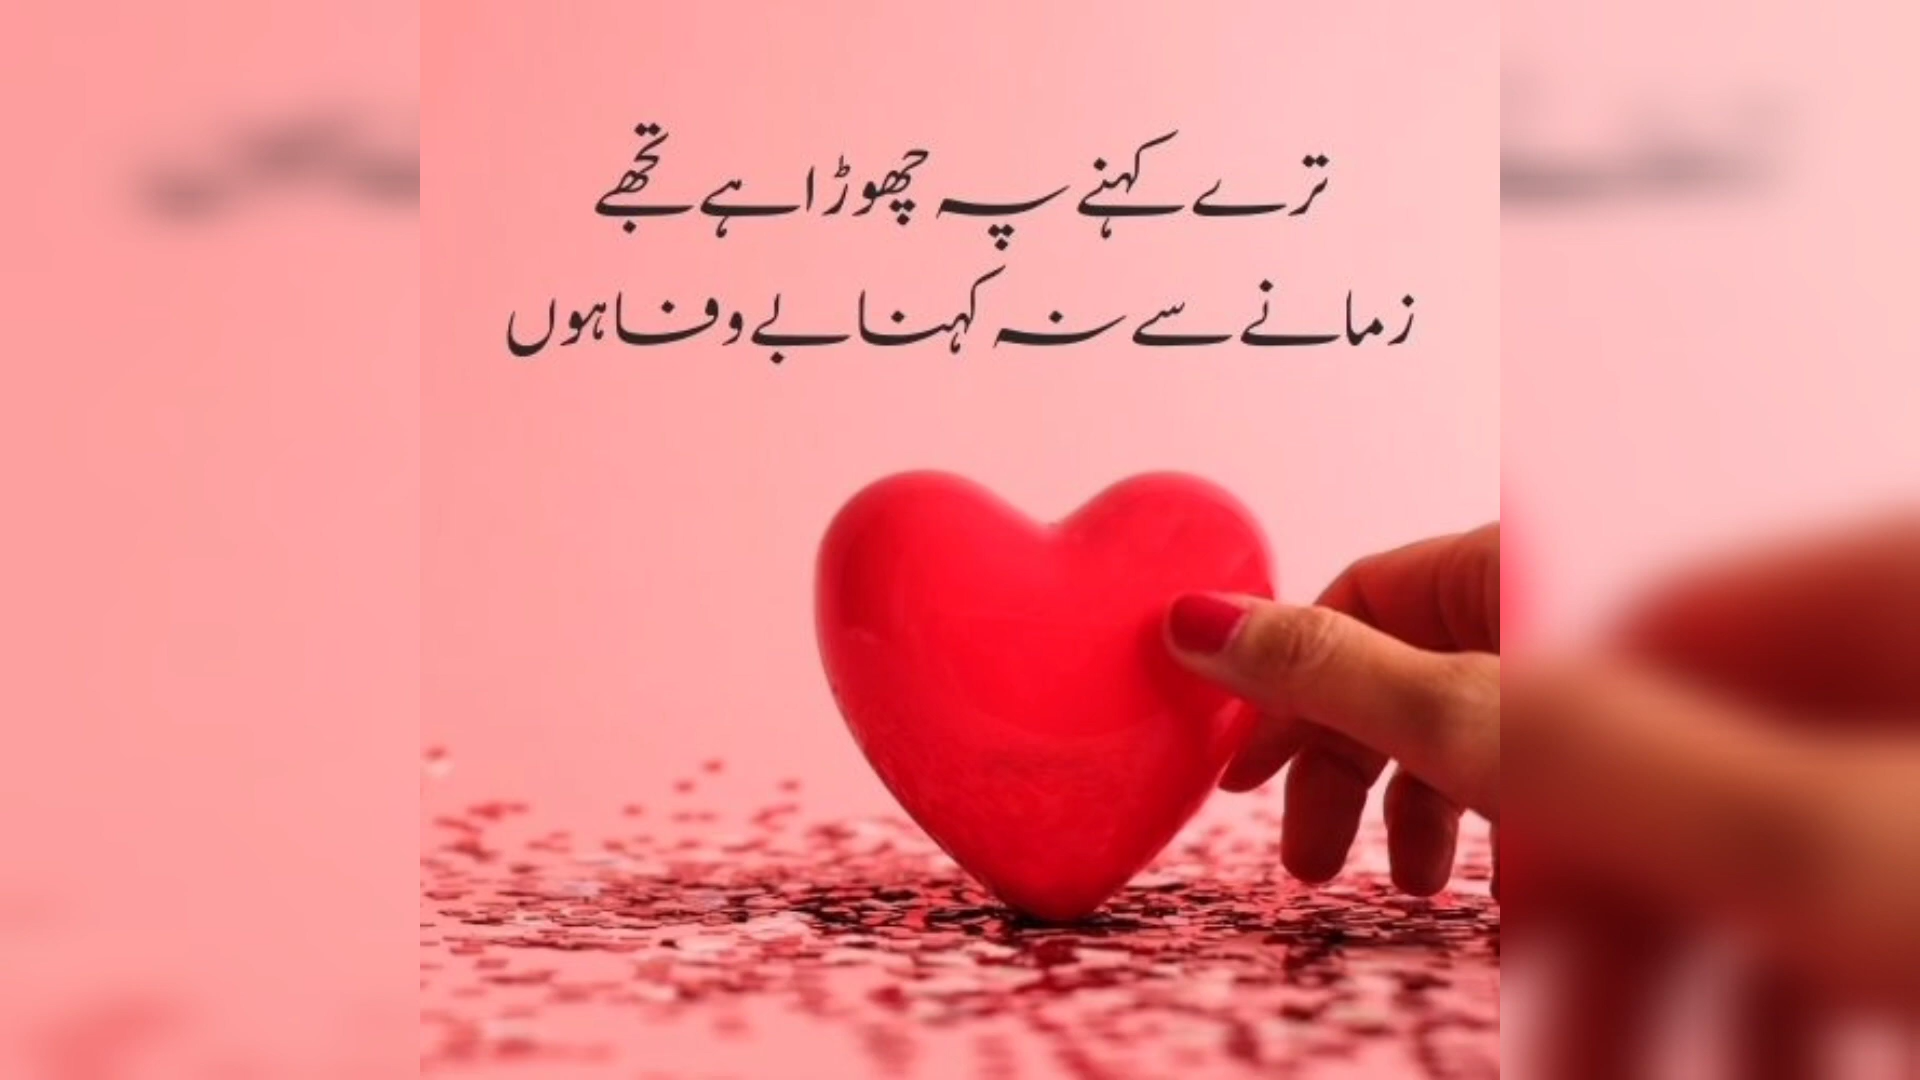 ترے کہنے پہ چھوڑا ہے تجھے
زمانے سے نہ کہنا بے وفا ہوں